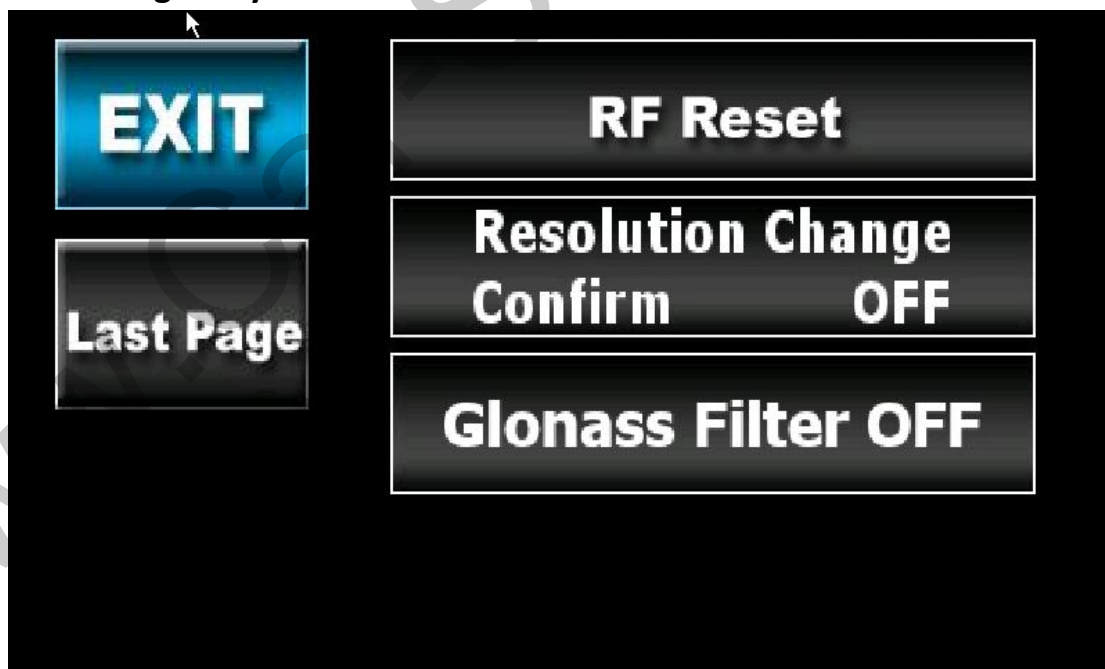 EXIT
RF Reset
Resolution Change
Confirm OFF
Last Page
Glonass Filter OFF